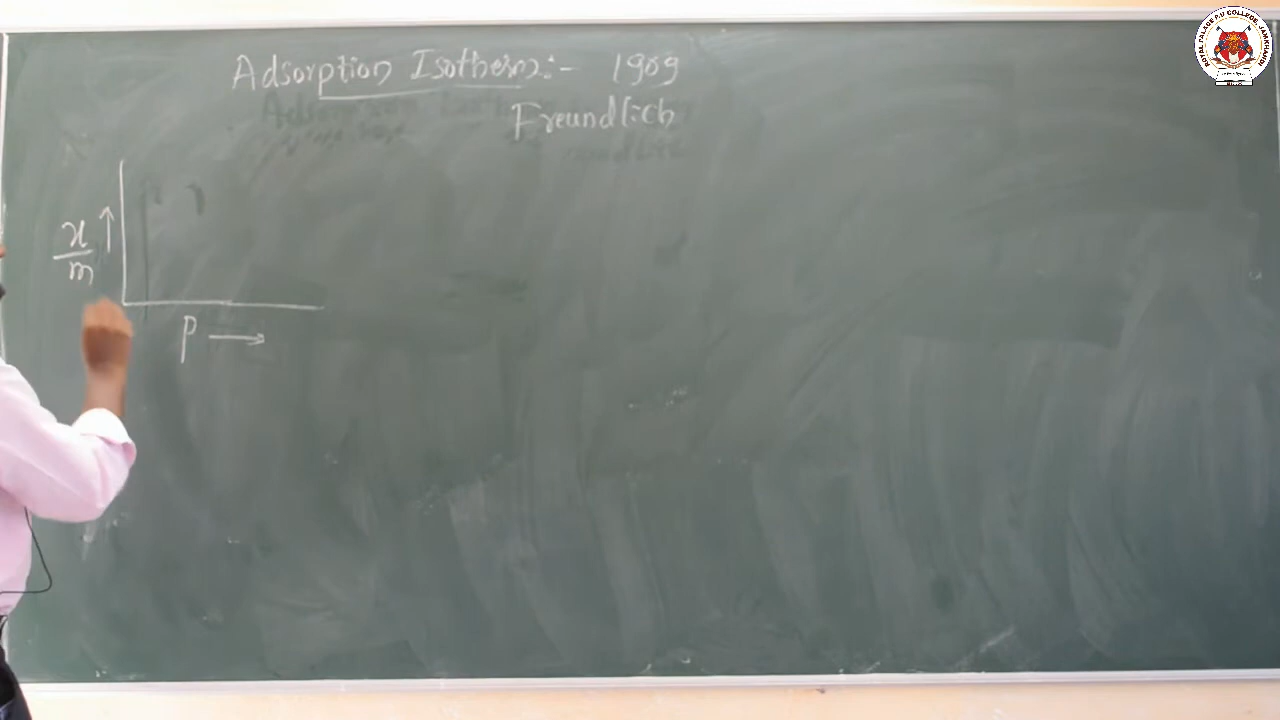 Adsorption Isotherm:- 1909
Freundlich
x/m ↑
P →